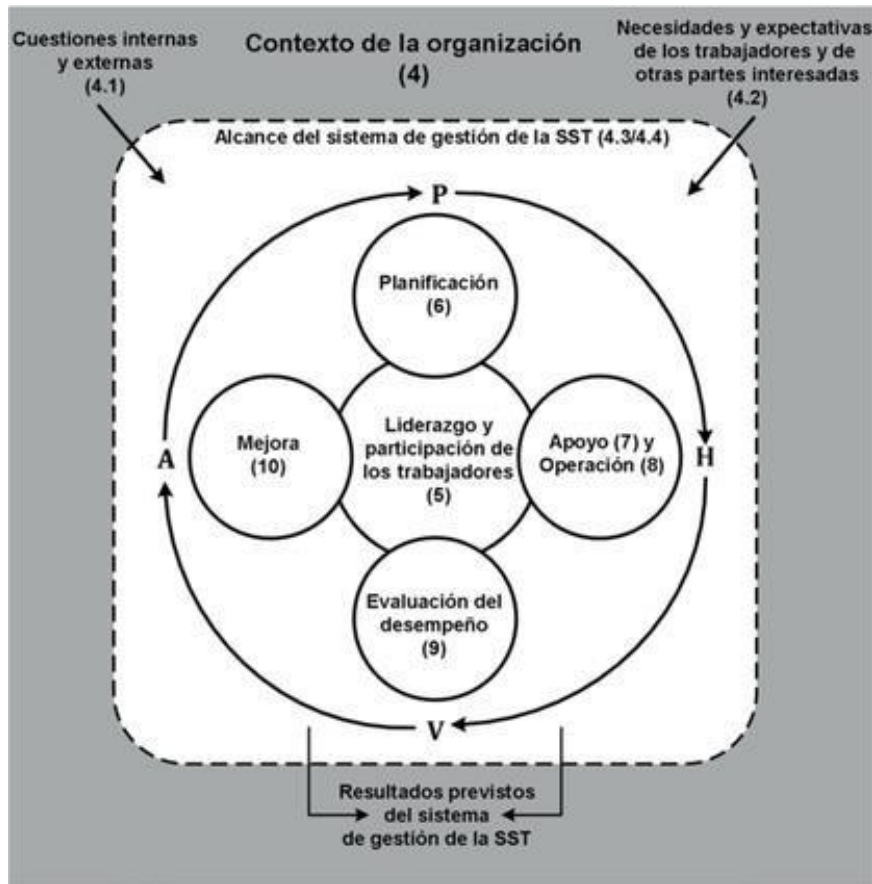 Cuestiones internas
y externas
(4.1)
Contexto de la organización
(4)
Necesidades y expectativas
de los trabajadores y de
otras partes interesadas
(4.2)
Alcance del sistema de gestión de la SST (4.3/4.4)
P
Planificación
(6)
A
Mejora
(10)
Liderazgo y
participación de
los trabajadores
(5)
Apoyo (7) y
Operación (8)
H
Evaluación del
desempeño
(9)
V
Resultados previstos
del sistema
de gestión de la SST